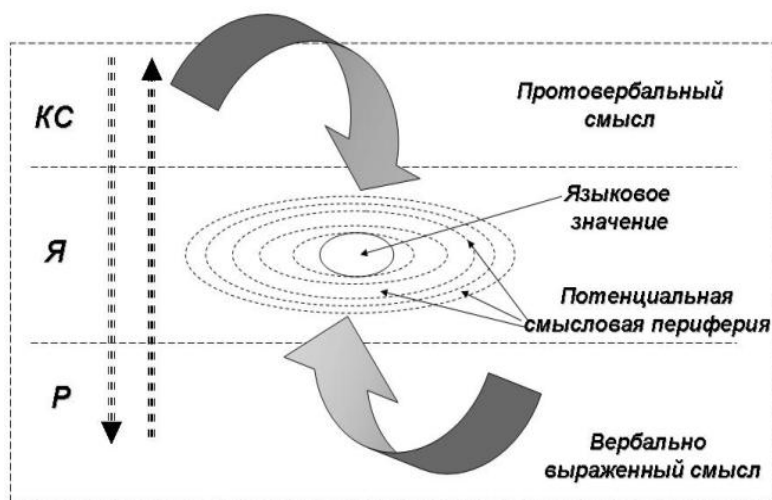 КС
Протовербальный
смысл
Я
Языковое
значение
Потенциальная
смысловая периферия
Р
Вербально
выраженный смысл